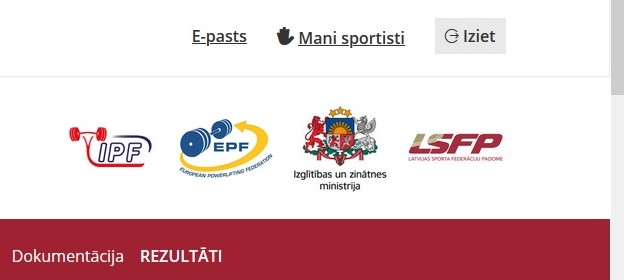 E-pasts Mani sportisti Iziet
IPF
EPF
EUROPEAN POWERLIFTING FEDERATION
Izglītības un zinātnes
ministrija
LSFP
LATVIJAS SPORTA FEDERĀCIJU PADOME
Dokumentācija REZULTĀTI